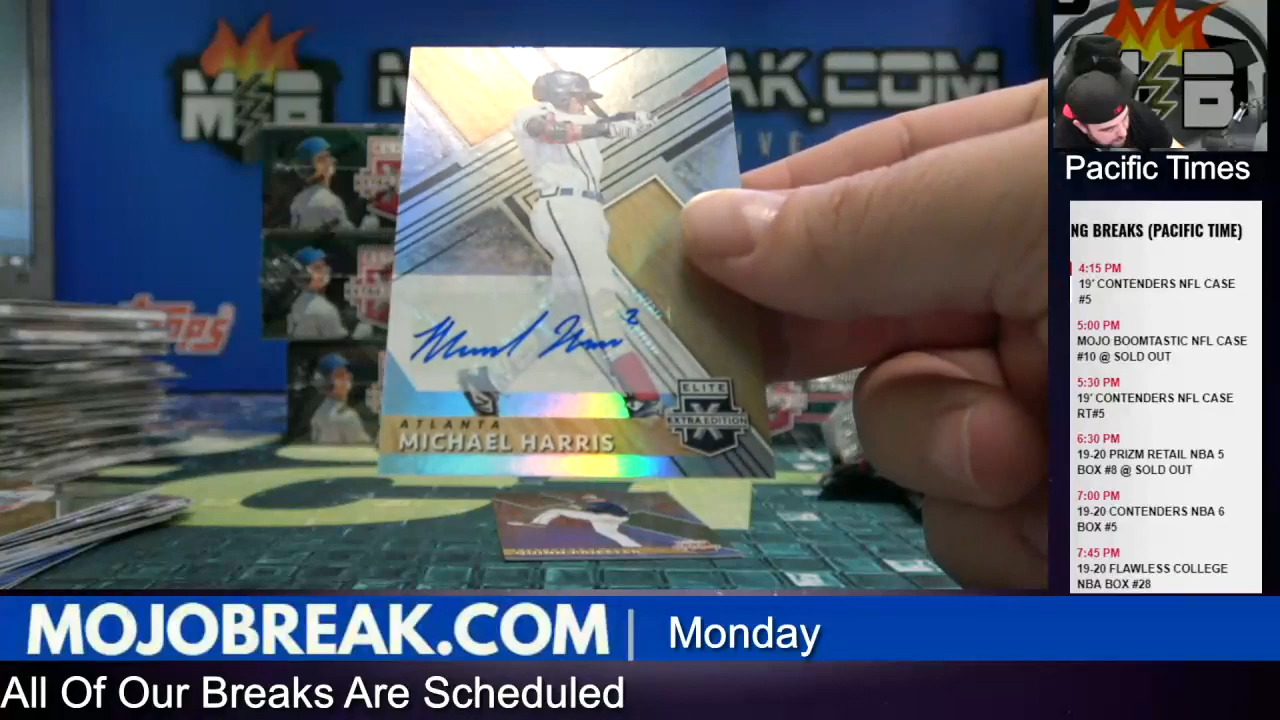 M B
M AK.COM
IVE
M B
Pacific Times
NG BREAKS (PACIFIC TIME)
4:15 PM
19' CONTENDERS NFL CASE
#5
5:00 PM
MOJO BOOMTASTIC NFL CASE
#10 @ SOLD OUT
5:30 PM
19' CONTENDERS NFL CASE
RT#5
6:30 PM
19-20 PRIZM RETAIL NBA 5
BOX #8 @ SOLD OUT
7:00 PM
19-20 CONTENDERS NBA 6
BOX #5
7:45 PM
19-20 FLAWLESS COLLEGE
NBA BOX #28
topps
ELITE
X
EXTRA EDITION
ATLANTA
MICHAEL HARRIS
MOJOBREAK.COM | Monday
All Of Our Breaks Are Scheduled